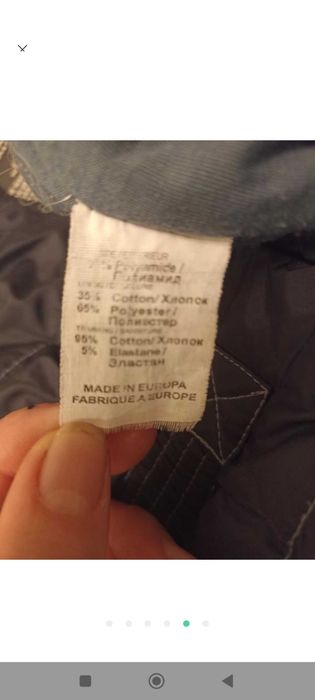 Polyamide/
Полиамид
35% Cotton/Хлопок
65% Polyester/
Полиэстер
95% Cotton/Хлопок
5% Elastane/
Эластан
MADE IN EUROPA
FABRIQUE A EUROPE